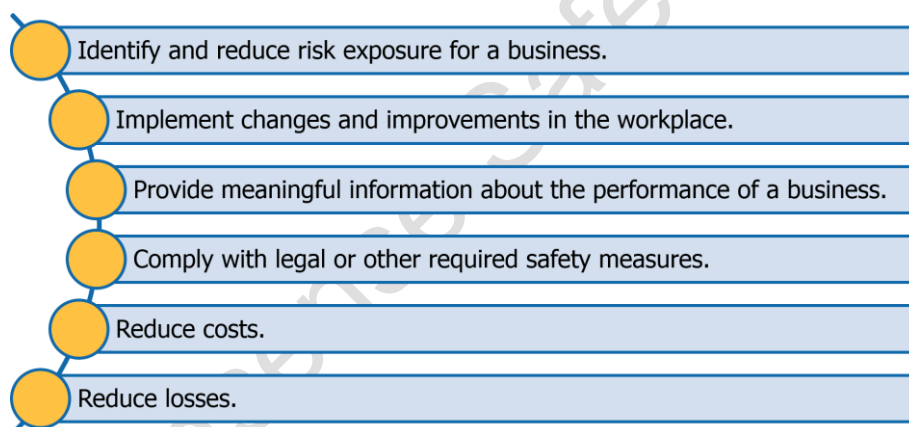 Identify and reduce risk exposure for a business.
Implement changes and improvements in the workplace.
Provide meaningful information about the performance of a business.
Comply with legal or other required safety measures.
Reduce costs.
Reduce losses.